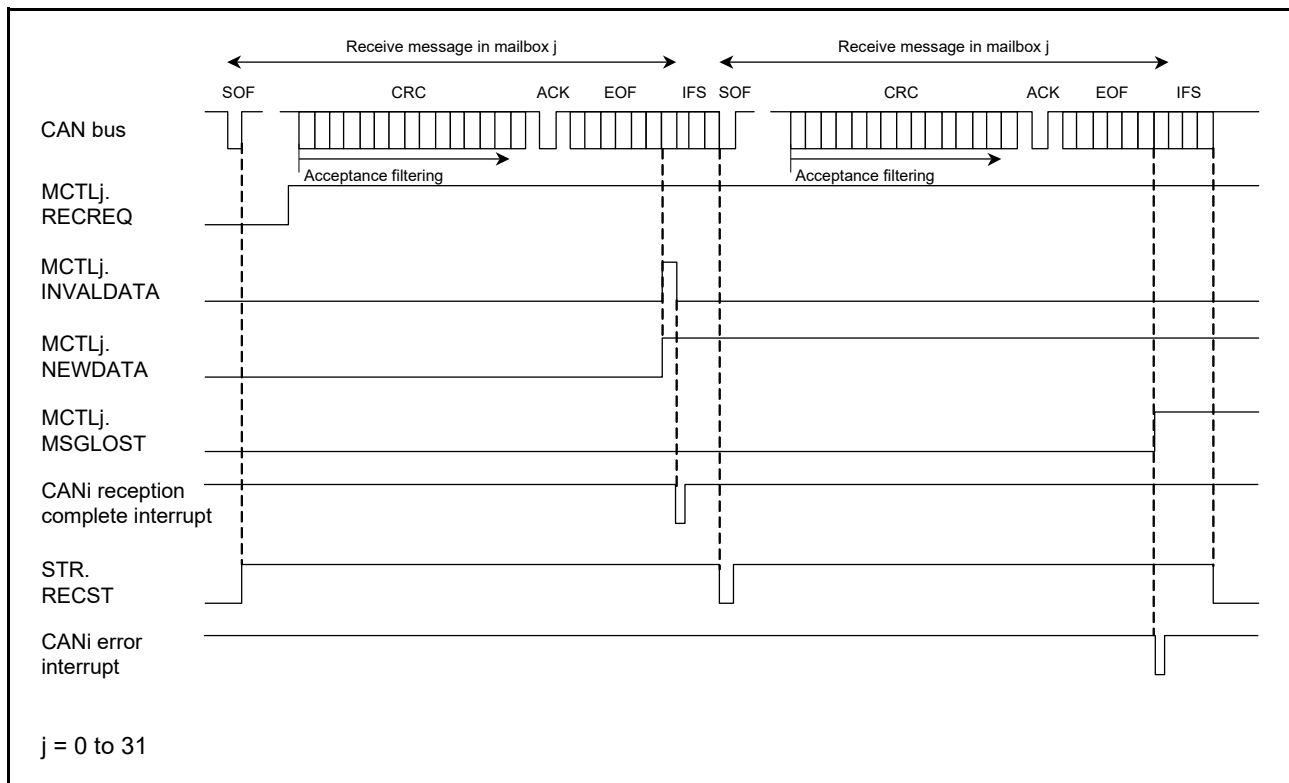 Receive message in mailbox j Receive message in mailbox j
SOF CRC ACK EOF IFS SOF CRC ACK EOF IFS
CAN bus
Acceptance filtering Acceptance filtering
MCTLj.
RECREQ
MCTLj.
INVALDATA
MCTLj.
NEWDATA
MCTLj.
MSGLOST
CANi reception
complete interrupt
STR.
RECST
CANi error
interrupt
j = 0 to 31